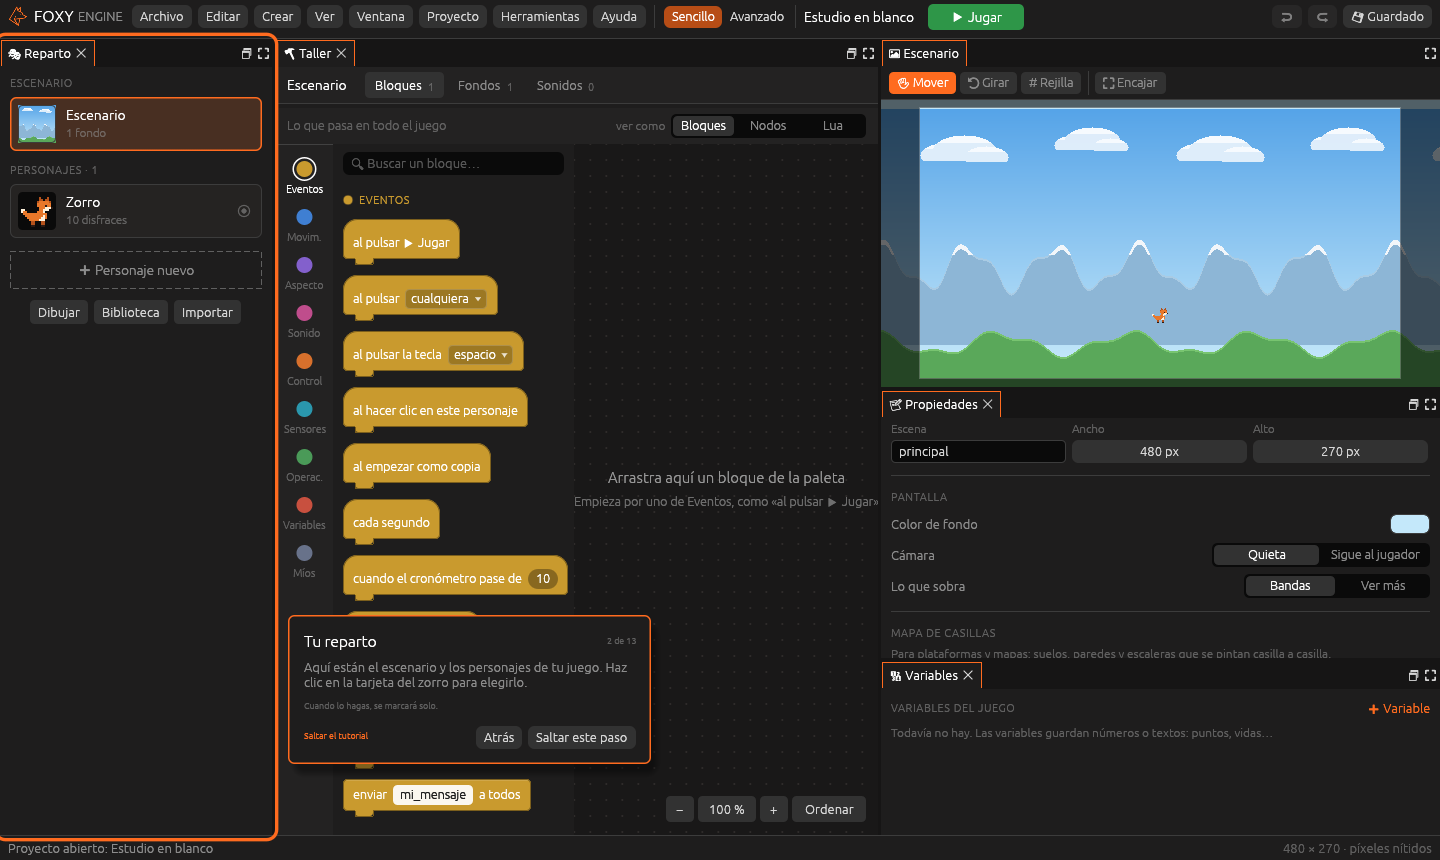 FOXY ENGINE
Archivo
Editar
Crear
Ver
Ventana
Proyecto
Herramientas
Ayuda
Sencillo
Avanzado
Estudio en blanco
Jugar
Guardado
Reparto
ESCENARIO
Escenario
1 fondo
PERSONAJES · 1
Zorro
10 disfraces
+ Personaje nuevo
Dibujar
Biblioteca
Importar
Taller
Escenario
Bloques 1
Fondos 1
Sonidos 0
Lo que pasa en todo el juego
ver como
Bloques
Nodos
Lua
Eventos
Movim.
Aspecto
Sonido
Control
Sensores
Operac.
Variables
Míos
Buscar un bloque…
EVENTOS
al pulsar ▶ Jugar
al pulsar cualquiera
al pulsar la tecla espacio
al hacer clic en este personaje
al empezar como copia
cada segundo
cuando el cronómetro pase de 10
enviar mi_mensaje a todos
Arrastra aquí un bloque de la paleta
Empieza por uno de Eventos, como «al pulsar ▶ Jugar»
Tu reparto
2 de 13
Aquí están el escenario y los personajes de tu juego. Haz
clic en la tarjeta del zorro para elegirlo.
Cuando lo hagas, se marcará solo.
Saltar el tutorial
Atrás
Saltar este paso
−
100 %
+
Ordenar
Escenario
Mover
Girar
# Rejilla
Encajar
Propiedades
Escena
Ancho
Alto
principal
480 px
270 px
PANTALLA
Color de fondo
Cámara
Quieta
Sigue al jugador
Lo que sobra
Bandas
Ver más
MAPA DE CASILLAS
Para plataformas y mapas: suelos, paredes y escaleras que se pintan casilla a casilla.
Variables
VARIABLES DEL JUEGO
+ Variable
Todavía no hay. Las variables guardan números o textos: puntos, vidas…
Proyecto abierto: Estudio en blanco
480 × 270 · píxeles nítidos